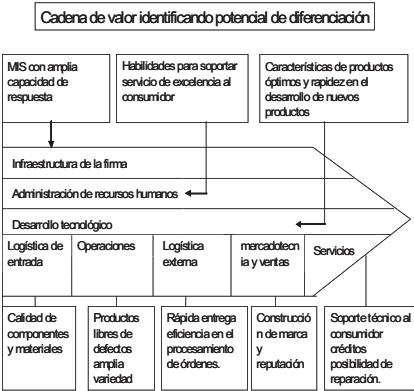 Cadena de valor identificando potencial de diferenciación
MIS con amplia
capacidad de
respuesta
Habilidades para soportar
servicio de excelencia al
consumidor
Características de productos
óptimos y rapidez en el
desarrollo de nuevos
productos
Infraestructura de la firma
Administración de recursos humanos
Desarrollo tecnológico
Logística de
entrada
Operaciones
Logística
externa
mercadotecn
ia y ventas
Servicios
Calidad de
componentes
y materiales
Productos
libres de
defectos
amplia
variedad
Rápida entrega
eficiencia en el
procesamiento
de órdenes.
Construcció
n de marca
y
reputación
Soporte técnico al
consumidor
créditos
posibilidad de
reparación.